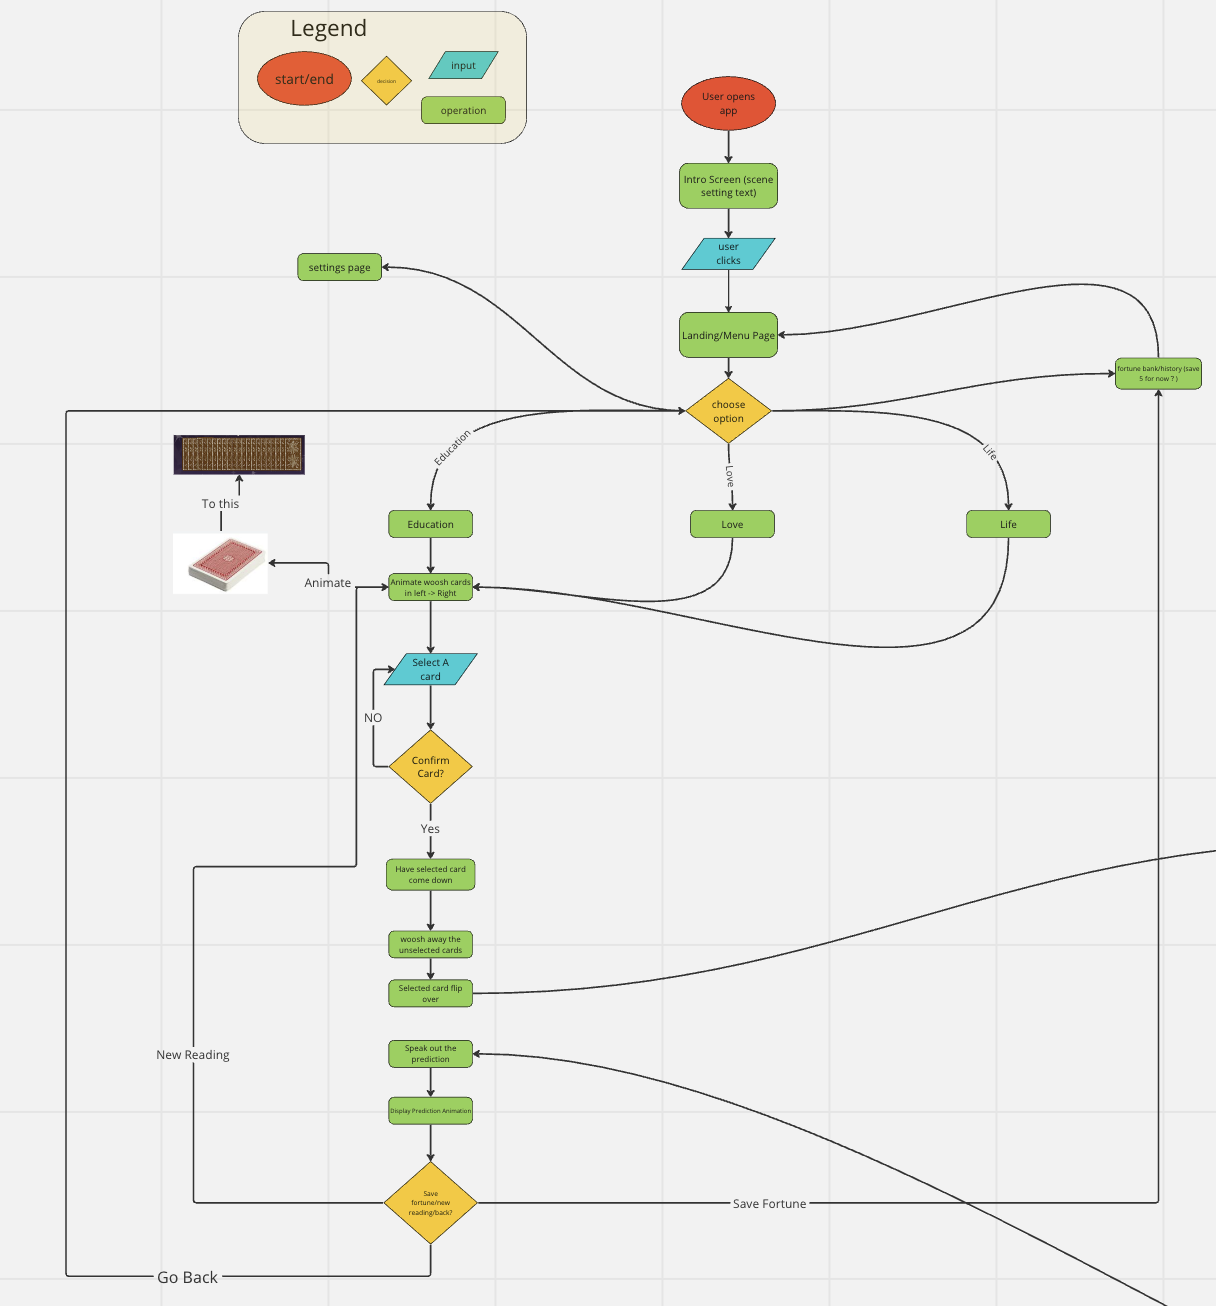 Legend
start/end
decision
input
operation
User opens
app
Intro Screen (scene
setting text)
user
clicks
settings page
Landing/Menu Page
fortune bank/history (save
5 for now ? )
choose
option
Education
Love
Life
To this
Education
Love
Life
Animate
Animate woosh cards
in left -> Right
Select A
card
NO
Confirm
Card?
Yes
Have selected card
come down
woosh away the
unselected cards
Selected card flip
over
Speak out the
prediction
New Reading
Display Prediction Animation
Save
fortune/new
reading/back?
Save Fortune
Go Back